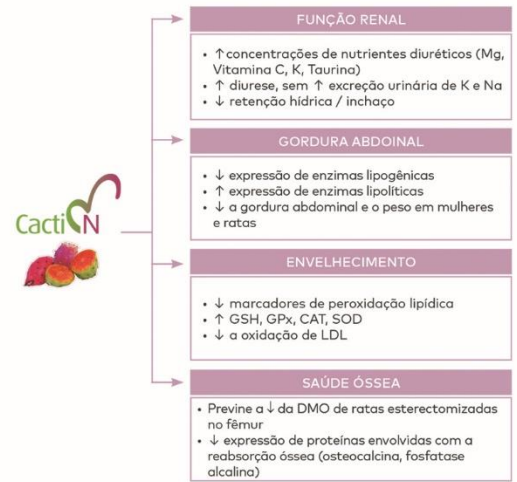 FUNÇÃO RENAL
• ↑ concentrações de nutrientes diuréticos (Mg,
Vitamina C, K, Taurina)
• ↑ diurese, sem ↑ excreção urinária de K e Na
• ↓ retenção hídrica / inchaço
GORDURA ABDOINAL
• ↓ expressão de enzimas lipogênicas
• ↑ expressão de enzimas lipolíticas
• ↓ a gordura abdominal e o peso em mulheres
e ratas
CactiN
ENVELHECIMENTO
• ↓ marcadores de peroxidação lipídica
• ↑ GSH, GPx, CAT, SOD
• ↓ a oxidação de LDL
SAÚDE ÓSSEA
• Previne a ↓ da DMO de ratas esterectomizadas
no fêmur
• ↓ expressão de proteínas envolvidas com a
reabsorção óssea (osteocalcina, fosfatase
alcalina)